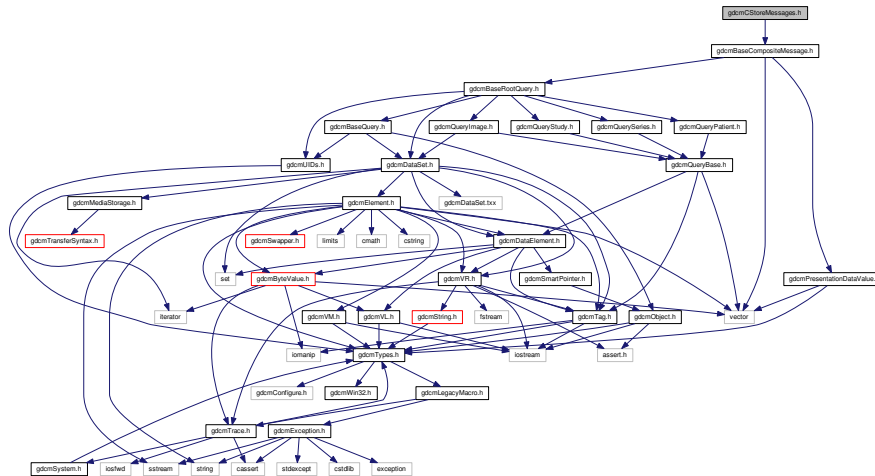 gdcmCStoreMessages.h
gdcmBaseCompositeMessage.h
gdcmBaseRootQuery.h
gdcmBaseQuery.h
gdcmQueryImage.h
gdcmQueryStudy.h
gdcmQuerySeries.h
gdcmQueryPatient.h
gdcmUIDs.h
gdcmDataSet.h
gdcmQueryBase.h
gdcmMediaStorage.h
gdcmElement.h
gdcmDataSet.txx
gdcmTransferSyntax.h
gdcmSwapper.h
limits
cmath
cstring
gdcmDataElement.h
set
gdcmByteValue.h
gdcmVR.h
gdcmSmartPointer.h
gdcmPresentationDataValue.
iterator
gdcmVM.h
gdcmVL.h
gdcmString.h
fstream
gdcmTag.h
gdcmObject.h
vector
iomanip
gdcmTypes.h
iostream
assert.h
gdcmConfigure.h
gdcmWin32.h
gdcmLegacyMacro.h
gdcmTrace.h
gdcmException.h
gdcmSystem.h
iosfwd
sstream
string
cassert
stdexcept
cstdlib
exception